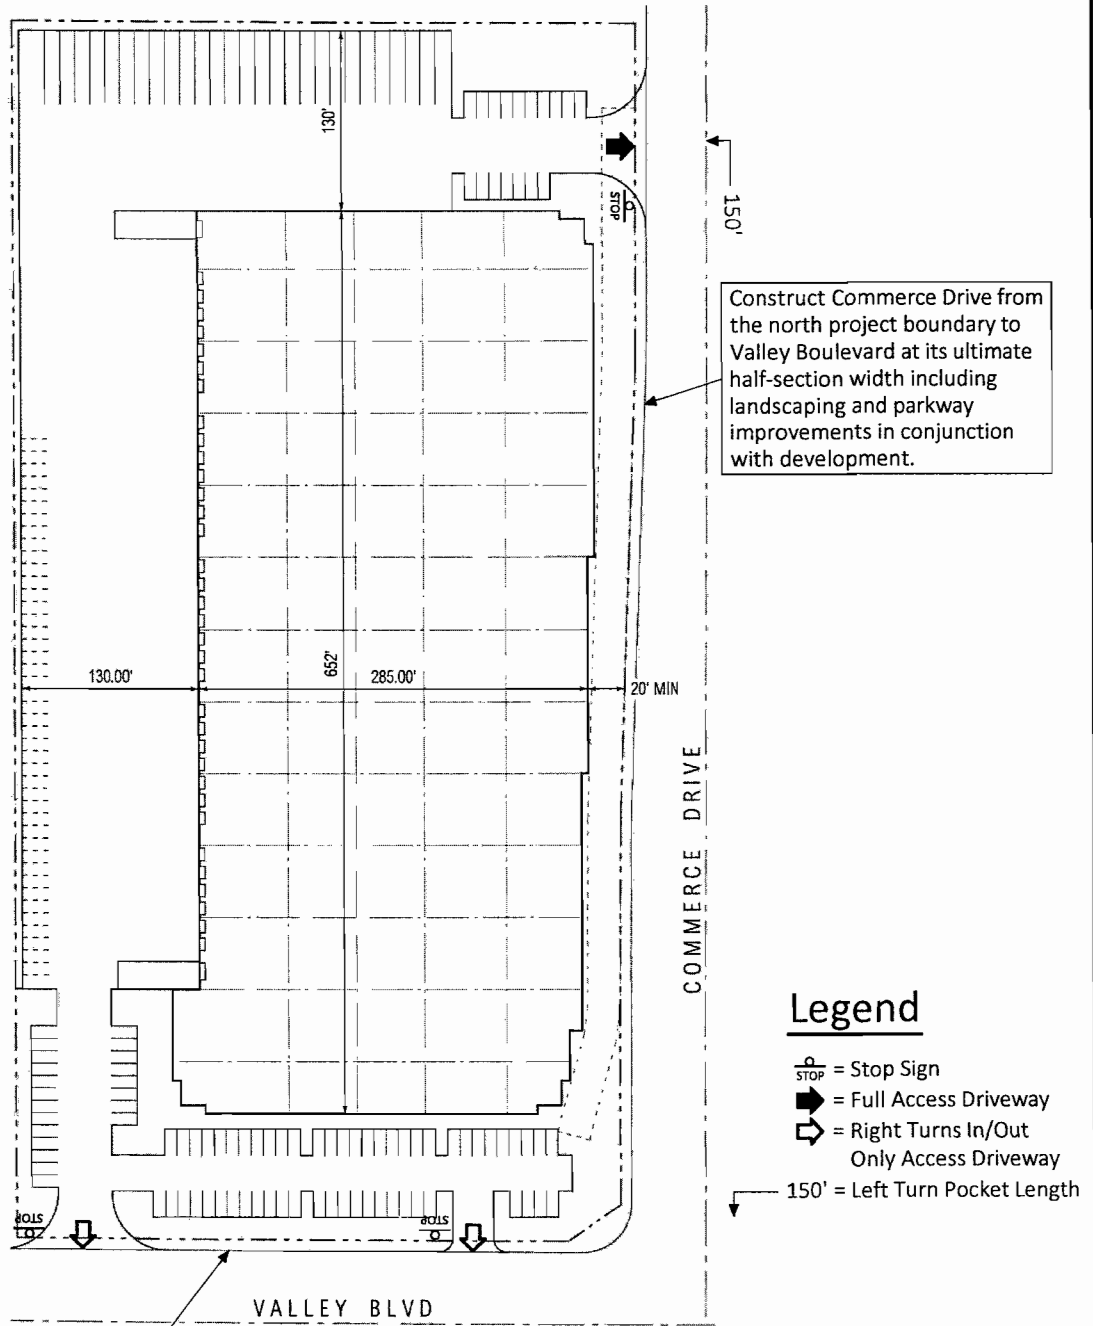 130'
STOP
150'
Construct Commerce Drive from
the north project boundary to
Valley Boulevard at its ultimate
half-section width including
landscaping and parkway
improvements in conjunction
with development.
130.00'
652'
285.00'
20' MIN
COMMERCE DRIVE
Legend
STOP = Stop Sign
= Full Access Driveway
= Right Turns In/Out
Only Access Driveway
150' = Left Turn Pocket Length
STOP
STOP
VALLEY BLVD